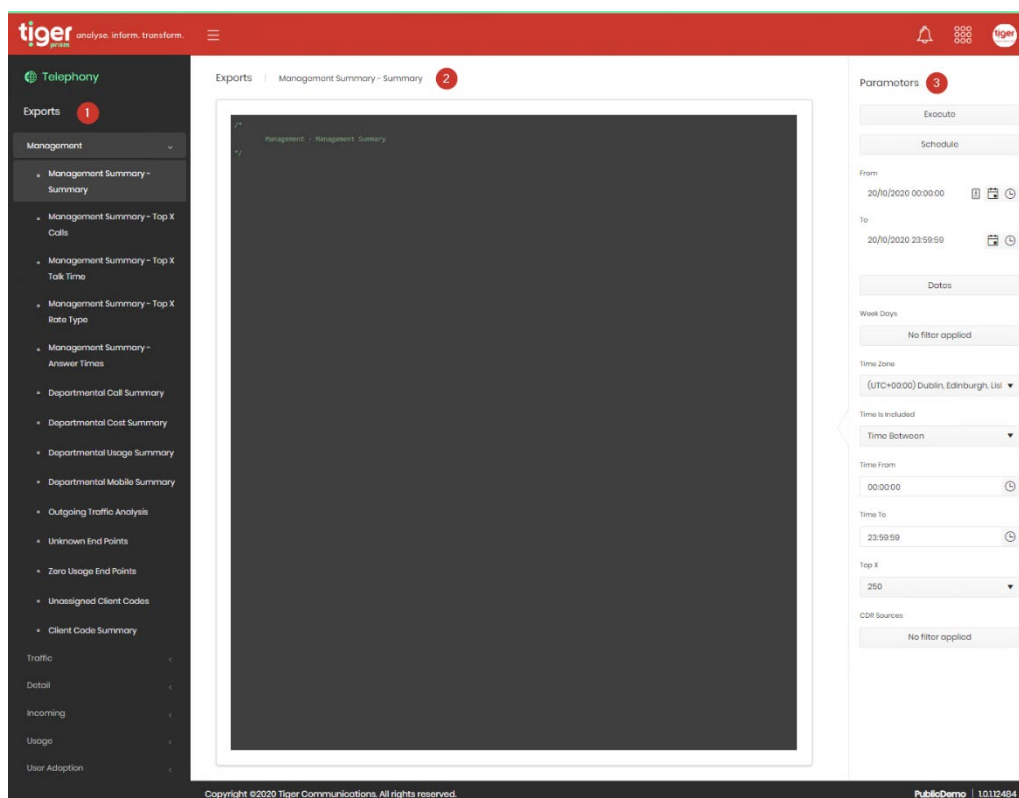 tiger
prism
analyse. inform. transform.
tiger
Telephony
Exports
1
Management
Management Summary -
Summary
Management Summary - Top X
Calls
Management Summary - Top X
Talk Time
Management Summary - Top X
Rate Type
Management Summary -
Answer Times
Departmental Call Summary
Departmental Cost Summary
Departmental Usage Summary
Departmental Mobile Summary
Outgoing Traffic Analysis
Unknown End Points
Zero Usage End Points
Unassigned Client Codes
Client Code Summary
Traffic
Detail
Incoming
Usage
User Adoption
Exports | Management Summary - Summary
2
/*
Management - Management Summary
*/
Parameters
3
Execute
Schedule
From
20/10/2020 00:00:00
To
20/10/2020 23:59:59
Dates
Week Days
No filter applied
Time Zone
(UTC+00:00) Dublin, Edinburgh, Lisl
Time Is Included
Time Between
Time From
00:00:00
Time To
23:59:59
Top X
250
CDR Sources
No filter applied
Copyright ©2020 Tiger Communications. All rights reserved.
PublicDemo | 1.0.1.12484